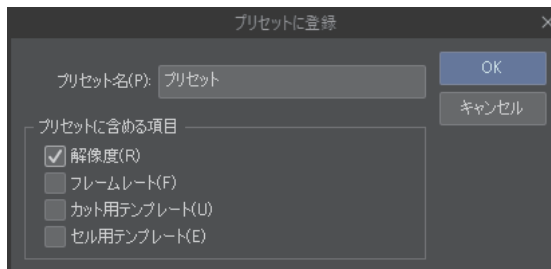 プリセットに登録
プリセット名(P): プリセット
OK
キャンセル
プリセットに含める項目
解像度(R)
フレームレート(F)
カット用テンプレート(U)
セル用テンプレート(E)